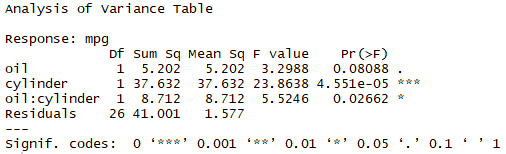 Analysis of Variance Table
Response: mpg
Df Sum Sq Mean Sq F value Pr(>F)
oil 1 5.202 5.202 3.2988 0.08088 .
cylinder 1 37.632 37.632 23.8638 4.551e-05 ***
oil:cylinder 1 8.712 8.712 5.5246 0.02662 *
Residuals 26 41.001 1.577
---
Signif. codes: 0 ‘***’ 0.001 ‘**’ 0.01 ‘*’ 0.05 ‘.’ 0.1 ‘ ’ 1